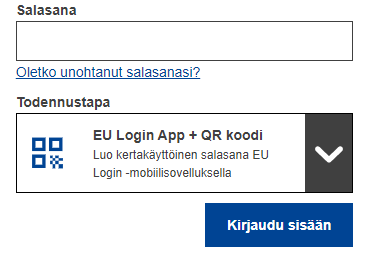 Salasana
Oletko unohtanut salasanasi?
Todennustapa
EU Login App + QR koodi
Luo kertakäyttöinen salasana EU
Login -mobiilisovelluksella
Kirjaudu sisään